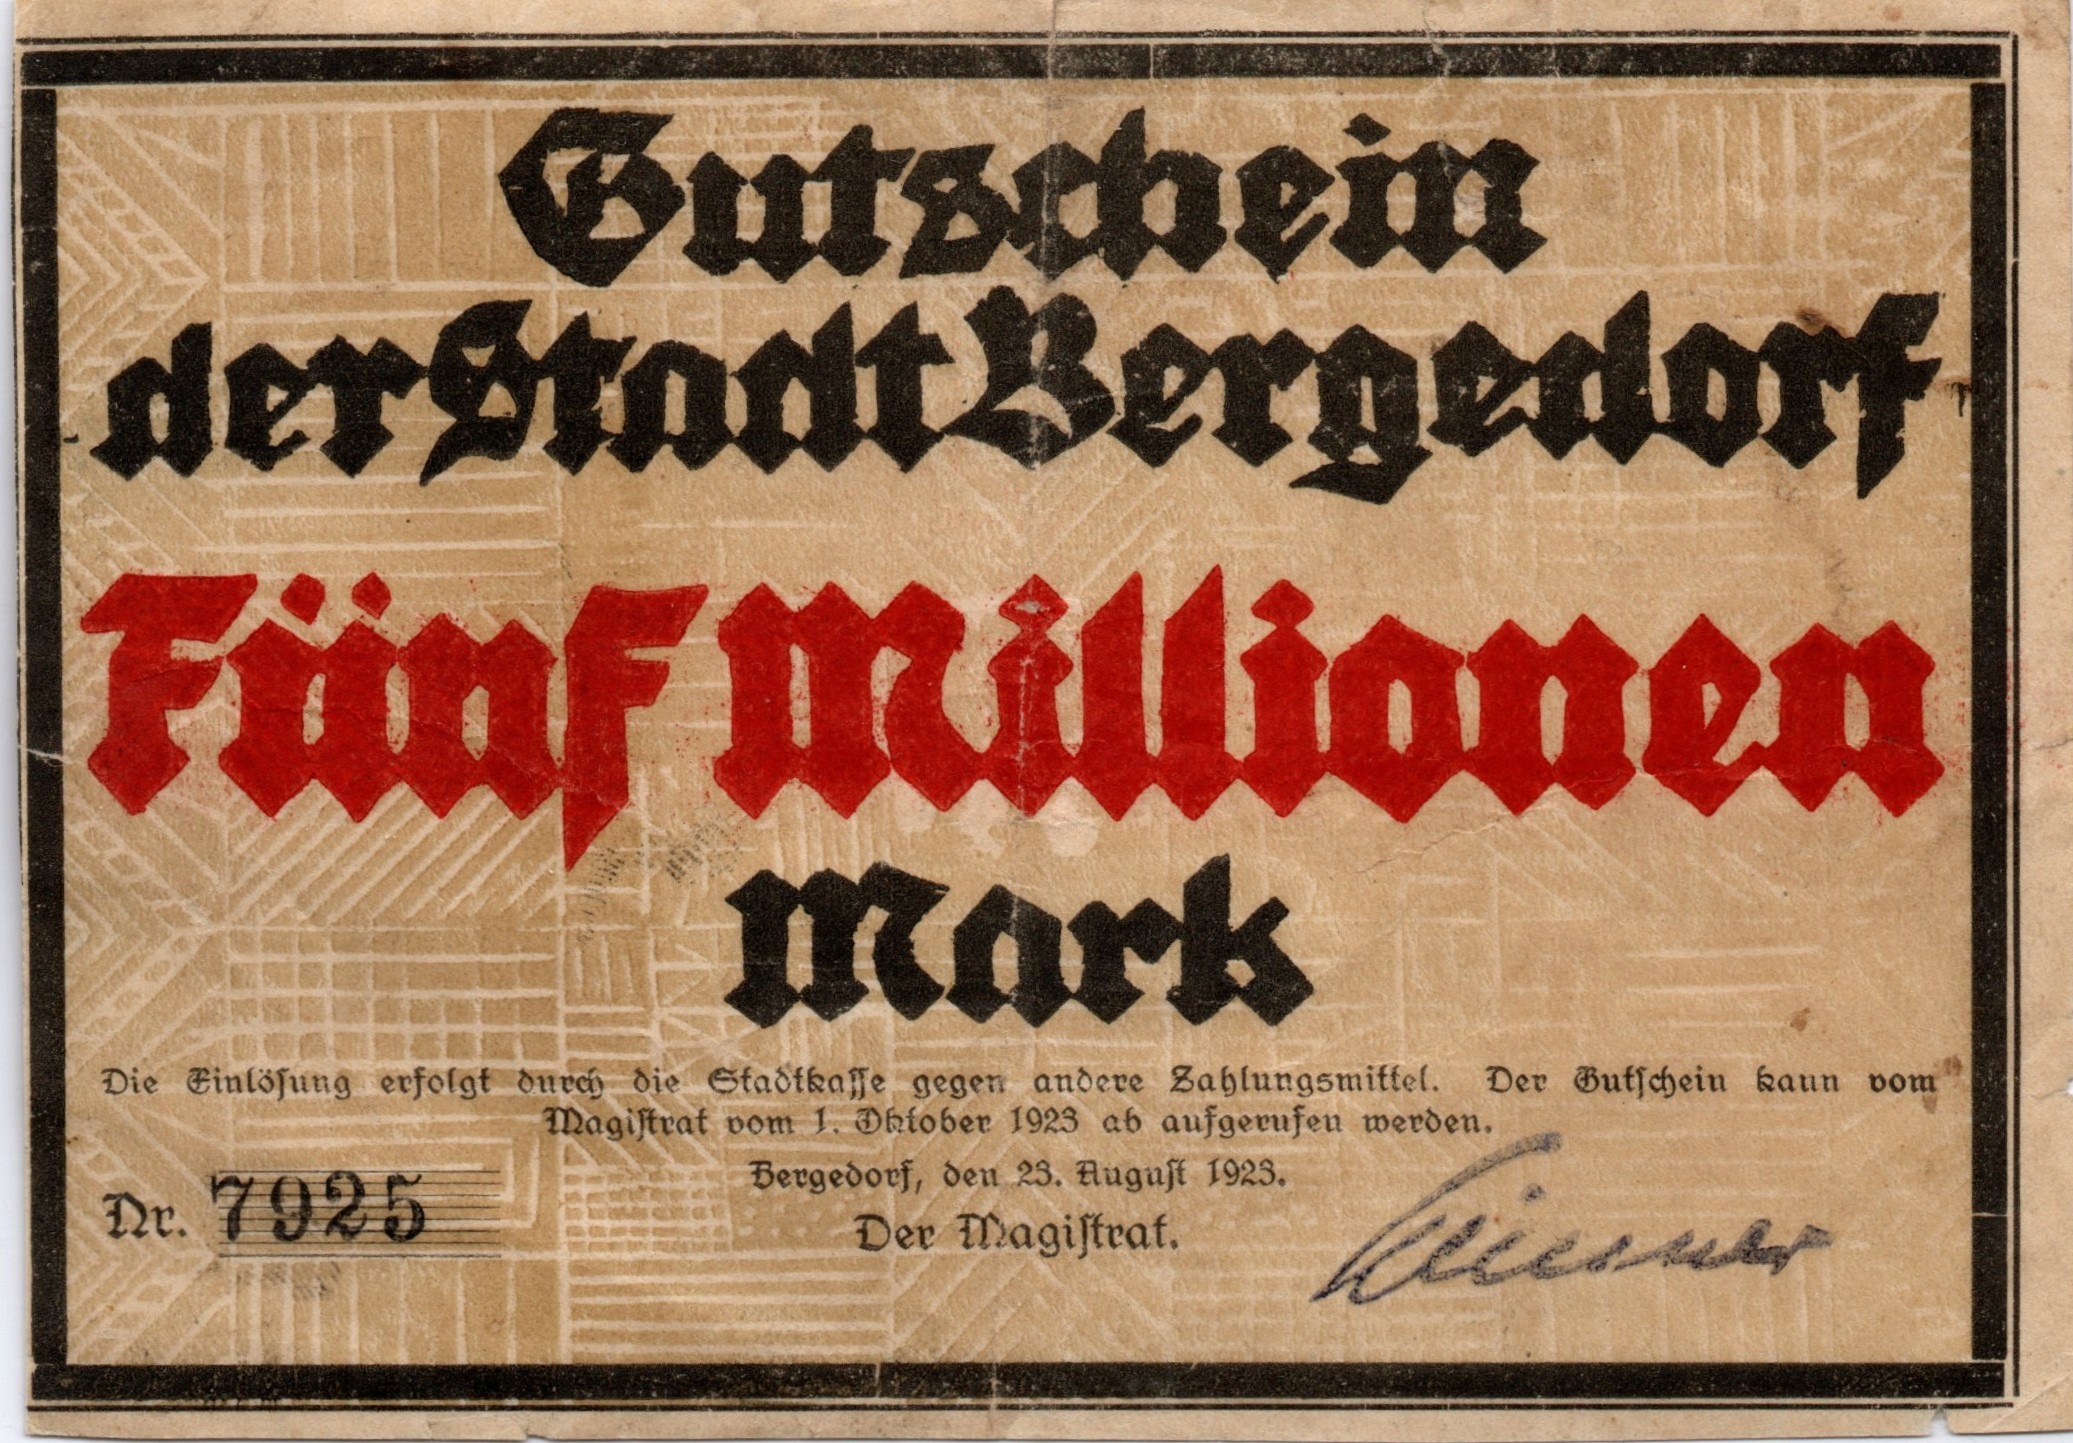 Gutschein
der Stadt Bergedorf
Fünf Millionen
Mark
Die Einlösung erfolgt durch die Stadtkasse gegen andere Zahlungsmittel. Der Gutschein kann vom
Magistrat vom 1. Oktober 1923 ab aufgerufen werden.
Bergedorf, den 23. August 1923.
Nr. 7925
Der Magistrat.